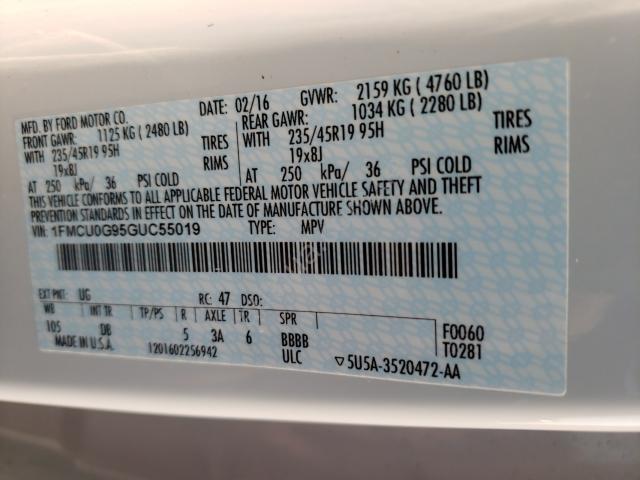 MFD. BY FORD MOTOR CO.
DATE: 02/16 GVWR: 2159 KG ( 4760 LB)
FRONT GAWR: 1125 KG ( 2480 LB)
REAR GAWR: 1034 KG ( 2280 LB)
WITH 235/45R19 95H TIRES WITH 235/45R19 95H TIRES
19x8J RIMS 19x8J RIMS
AT 250 kPa/ 36 PSI COLD AT 250 kPa/ 36 PSI COLD
THIS VEHICLE CONFORMS TO ALL APPLICABLE FEDERAL MOTOR VEHICLE SAFETY AND THEFT
PREVENTION STANDARDS IN EFFECT ON THE DATE OF MANUFACTURE SHOWN ABOVE.
VIN: 1FMCU0G95GUC55019 TYPE: MPV
EXT PNT: UG RC: 47 DSO:
WB INT TR TP/PS R AXLE TR SPR
105 DB 5 3A 6 BBBB F0060
MADE IN U.S.A. 1201602256942 ULC T0281
▽5U5A-3520472-AA